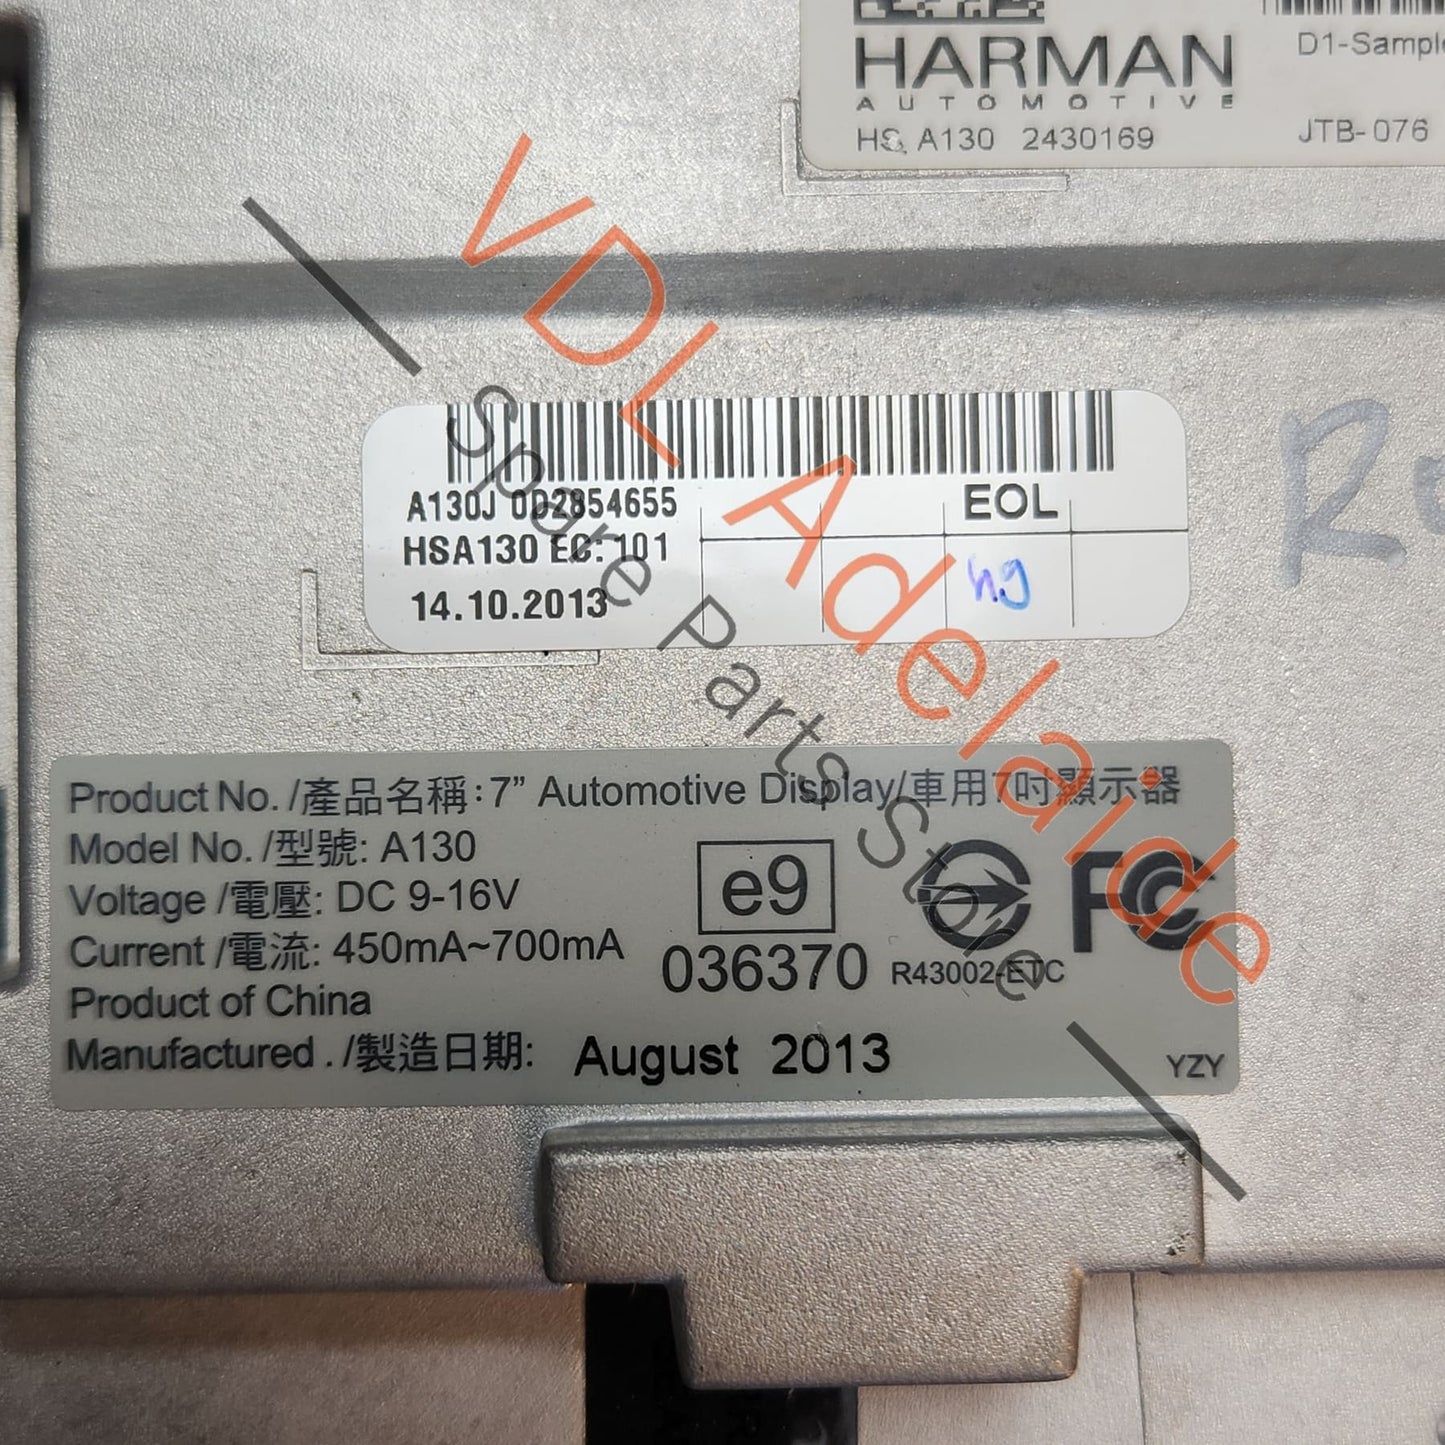 HARMAN
AUTOMOTIVE
D1-Sample
HS A130 2430169
JTB-076
A130J 0D2854655
EOL
HSA130 EC: 101
14.10.2013
Product No. /產品名稱: 7” Automotive Display/車用7吋顯示器
Model No. /型號: A130
Voltage /電壓: DC 9-16V
Current /電流: 450mA~700mA
Product of China
Manufactured . /製造日期: August 2013
e9
036370
R43002-ETC
FC
YZY
VDL Adelaide
Spare Parts Store